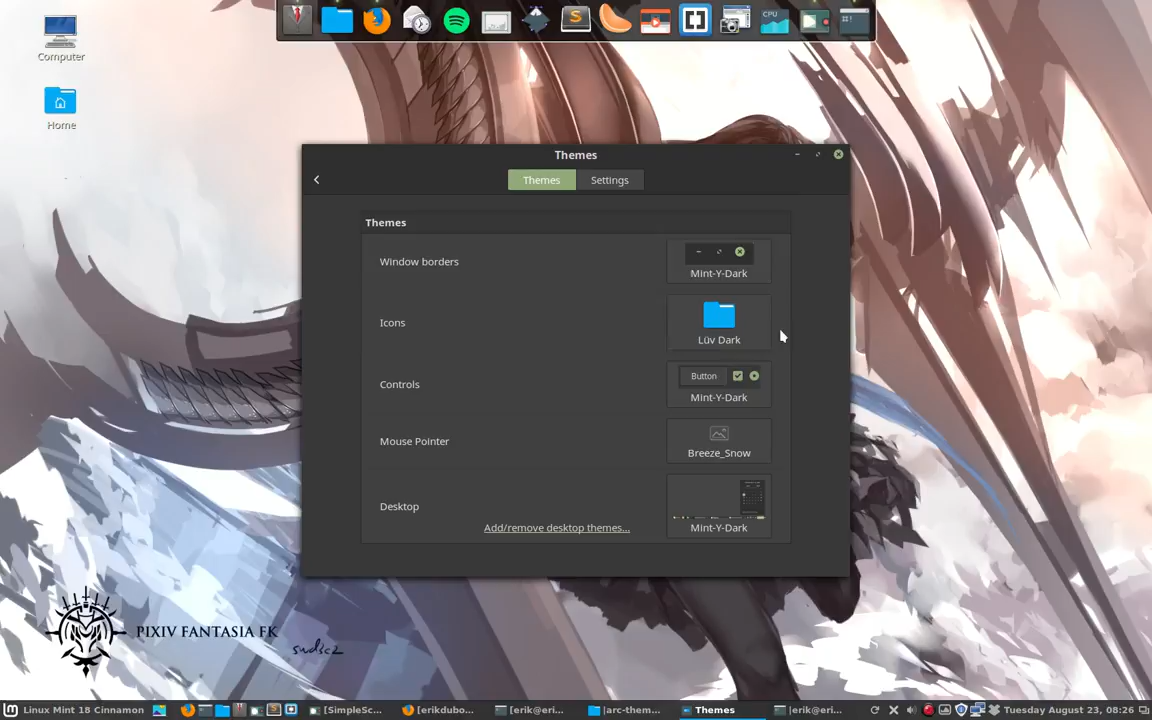 CPU
Computer
Home
Themes
Themes
Settings
Themes
Window borders
Mint-Y-Dark
Icons
Lüv Dark
Controls
Button
Mint-Y-Dark
Mouse Pointer
Breeze_Snow
Desktop
Add/remove desktop themes...
Mint-Y-Dark
PIXIV FANTASIA FK
Linux Mint 18 Cinnamon
[SimpleSc...
[erikdubo...
[erik@eri...
[arc-them...
Themes
[erik@eri...
Tuesday August 23, 08:26